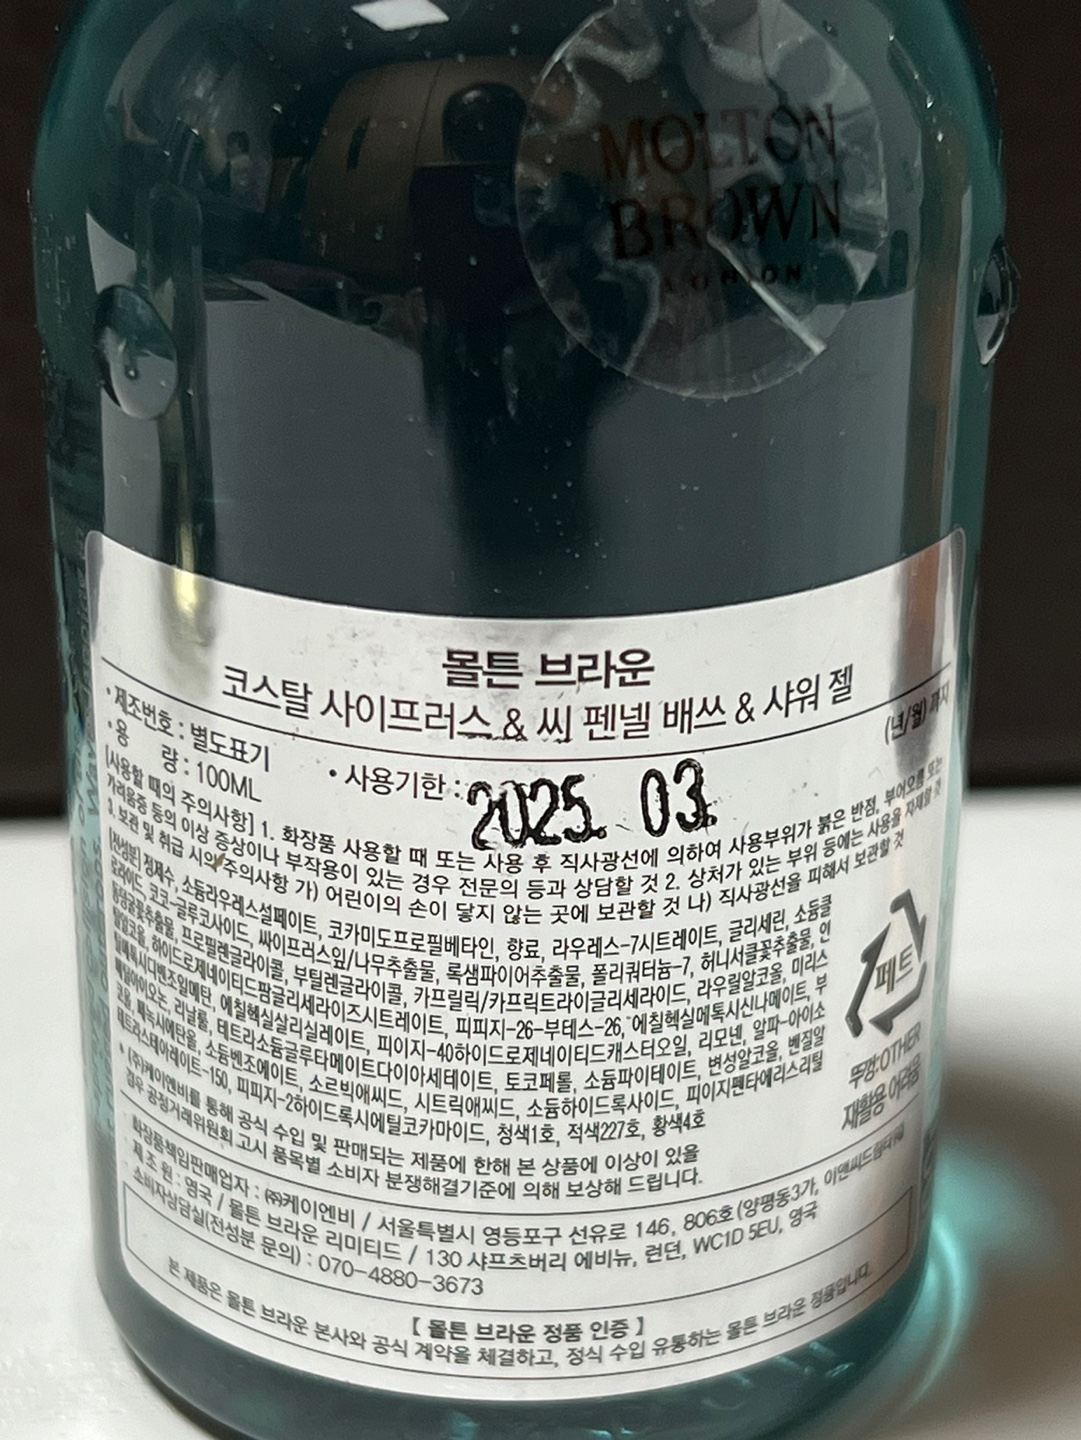 MOLTON
BROWN
LONDON
몰튼 브라운
코스탈 사이프러스 & 씨 펜넬 배쓰 & 샤워 젤
• 제조번호 : 별도표기
• 용 량 : 100ML
• 사용기한 : 2025. 03. (년/월) 까지
[사용할 때의 주의사항] 1. 화장품 사용할 때 또는 사용 후 직사광선에 의하여 사용부위가 붉은 반점, 부어오름 또는
가려움증 등의 이상 증상이나 부작용이 있는 경우 전문의 등과 상담할 것 2. 상처가 있는 부위 등에는 사용을 자제할 것
3. 보관 및 취급 시의 주의사항 가) 어린이의 손이 닿지 않는 곳에 보관할 것 나) 직사광선을 피해서 보관할 것
[전성분] 정제수, 소듐라우레스설페이트, 코카미도프로필베타인, 향료, 라우레스-7시트레이트, 글리세린, 소듐클
로라이드, 코코-글루코사이드, 싸이프러스잎/나무추출물, 록샘파이어추출물, 폴리쿼터늄-7, 허니서클꽃추출물, 인
동덩굴꽃추출물, 프로필렌글라이콜, 부틸렌글라이콜, 카프릴릭/카프릭트라이글리세라이드, 라우릴알코올, 미리스
틸알코올, 하이드로제네이티드팜글리세라이즈시트레이트, 피피지-26-부테스-26, 에칠헥실메톡시신나메이트, 부
틸메톡시디벤조일메탄, 에칠헥실살리실레이트, 피이지-40하이드로제네이티드캐스터오일, 리모넨, 알파-아이소
메틸아이오논, 리날룰, 테트라소듐글루타메이트다이아세테이트, 토코페롤, 소듐파이테이트, 변성알코올, 벤질알
코올, 페녹시에탄올, 소듐벤조에이트, 소르빅애씨드, 시트릭애씨드, 소듐하이드록사이드, 피이지펜타에리스리틸
테트라스테아레이트-150, 피피지-2하이드록시에틸코카마이드, 청색1호, 적색227호, 황색4호
페트
뚜껑:OTHER
재활용 어려움
• (주)케이엔비를 통해 공식 수입 및 판매되는 제품에 한해 본 상품에 이상이 있을
경우 공정거래위원회 고시 품목별 소비자 분쟁해결기준에 의해 보상해 드립니다.
화장품책임판매업자 : ㈜케이엔비 / 서울특별시 영등포구 선유로 146, 806호 (양평동3가, 이앤씨드림타워)
제 조 원 : 영국 / 몰튼 브라운 리미티드 / 130 샤프츠버리 에비뉴, 런던, WC1D 5EU, 영국
소비자상담실(전성분 문의) : 070-4880-3673
[ 몰튼 브라운 정품 인증 ]
본 제품은 몰튼 브라운 본사와 공식 계약을 체결하고, 정식 수입 유통하는 몰튼 브라운 정품입니다.